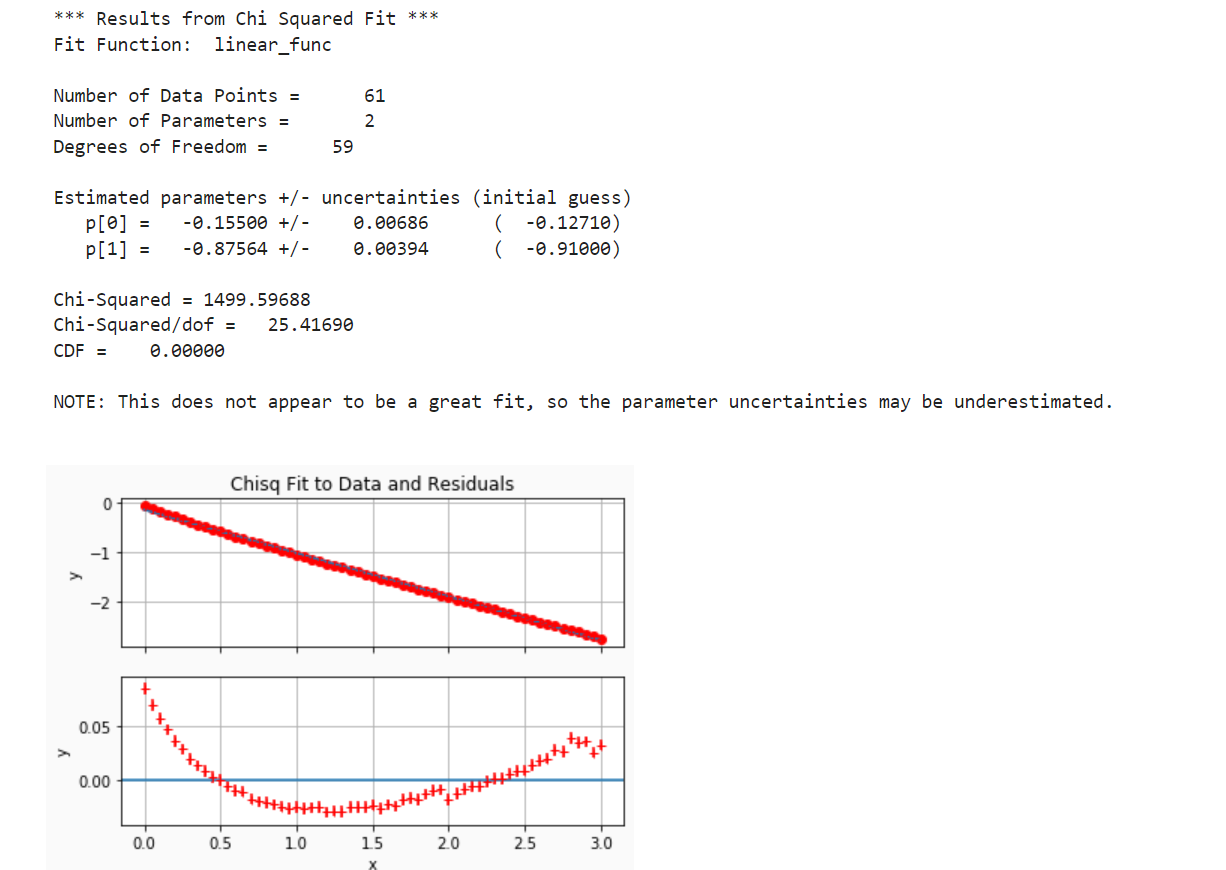 *** Results from Chi Squared Fit ***
Fit Function:  linear_func
Number of Data Points =      61
Number of Parameters =       2
Degrees of Freedom =      59
Estimated parameters +/- uncertainties (initial guess)
   p[0] =   -0.15500 +/-    0.00686      (  -0.12710)
   p[1] =   -0.87564 +/-    0.00394      (  -0.91000)
Chi-Squared = 1499.59688
Chi-Squared/dof =   25.41690
CDF =    0.00000
NOTE: This does not appear to be a great fit, so the parameter uncertainties may be underestimated.
Chisq Fit to Data and Residuals
0
−1
−2
y
0.05
0.00
y
0.0 0.5 1.0 1.5 2.0 2.5 3.0
x